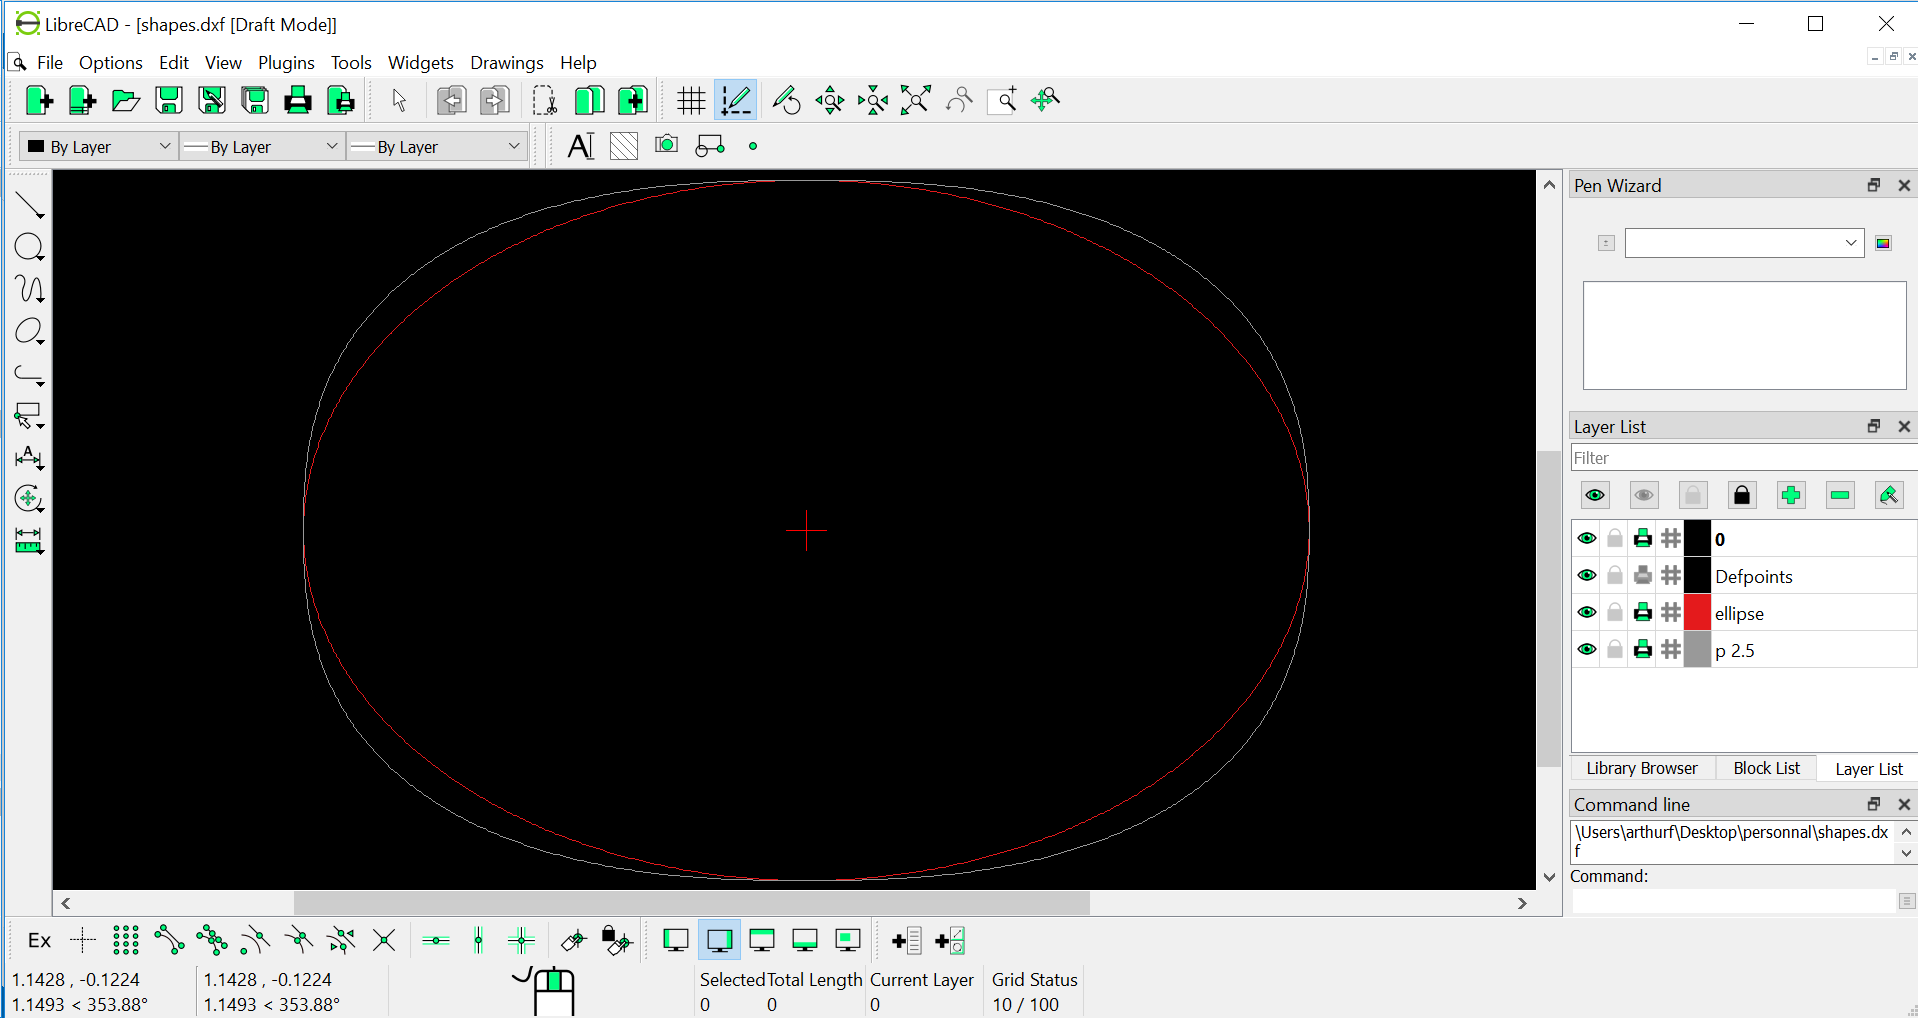 LibreCAD - [shapes.dxf [Draft Mode]]
File Options Edit View Plugins Tools Widgets Drawings Help
By Layer By Layer By Layer
A
Pen Wizard
Layer List
Filter
0
Defpoints
ellipse
p 2.5
Library Browser Block List Layer List
Command line
\Users\arthurf\Desktop\personnal\shapes.dx
f
Command:
Ex
1.1428 , -0.1224 1.1428 , -0.1224 Selected Total Length Current Layer Grid Status
1.1493 < 353.88° 1.1493 < 353.88° 0 0 0 10 / 100